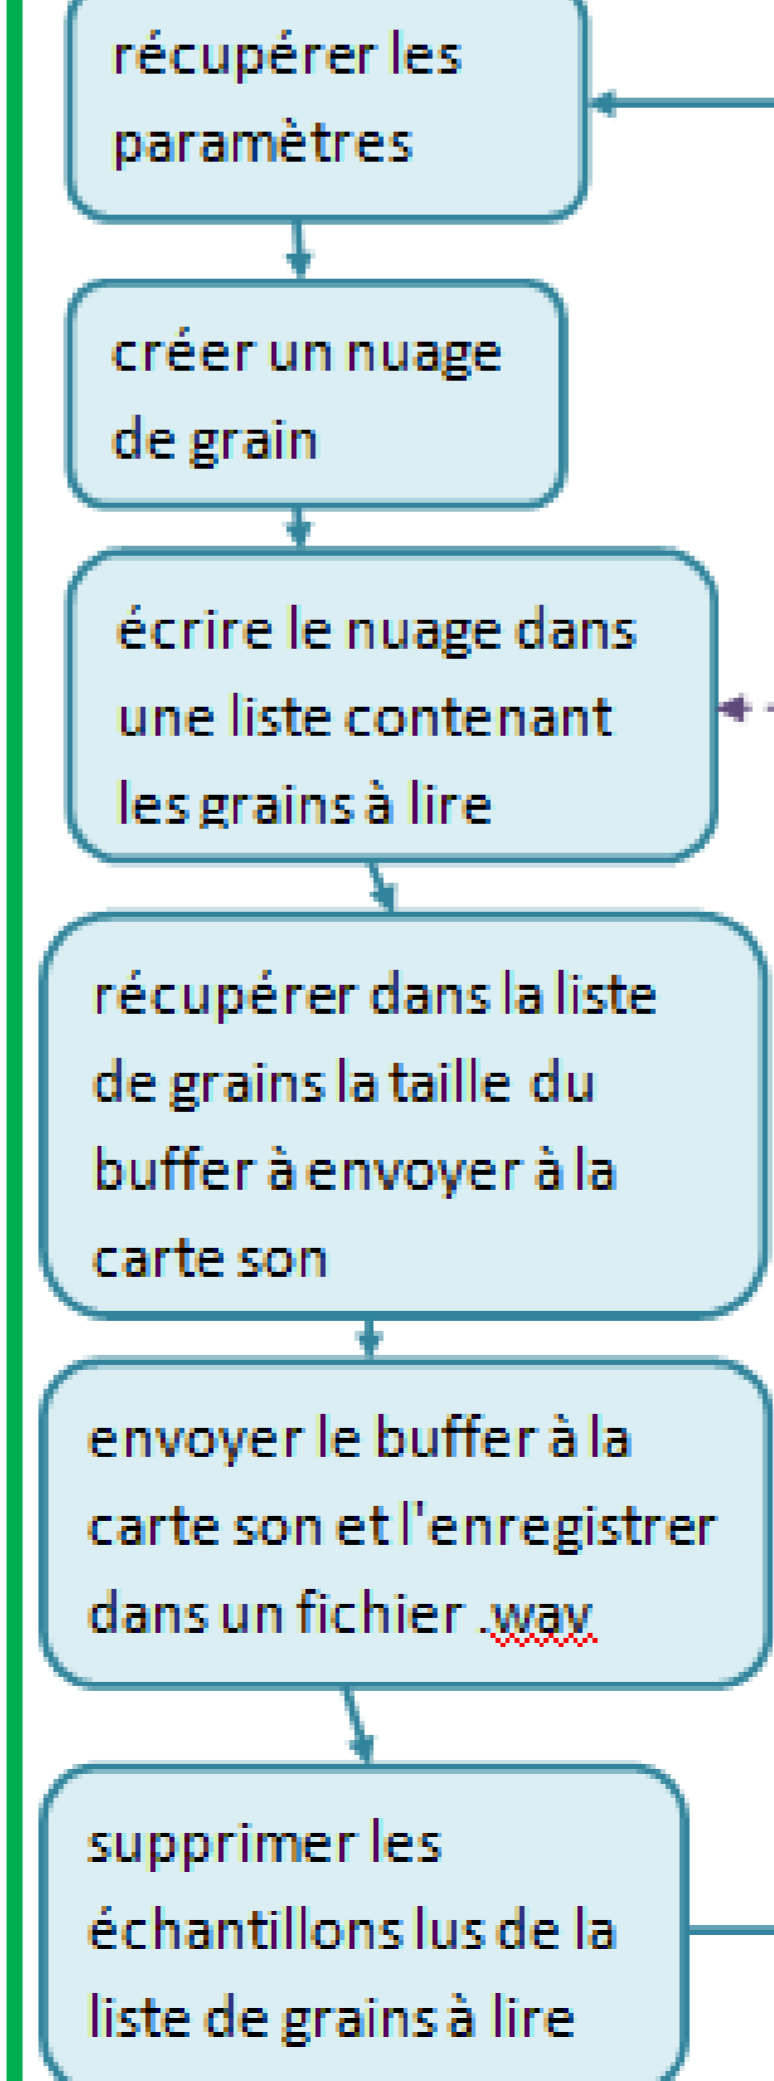 récupérer les
paramètres
créer un nuage
de grain
écrire le nuage dans
une liste contenant
les grains à lire
récupérer dans la liste
de grains la taille du
buffer à envoyer à la
carte son
envoyer le buffer à la
carte son et l'enregistrer
dans un fichier .wav
supprimer les
échantillons lus de la
liste de grains à lire